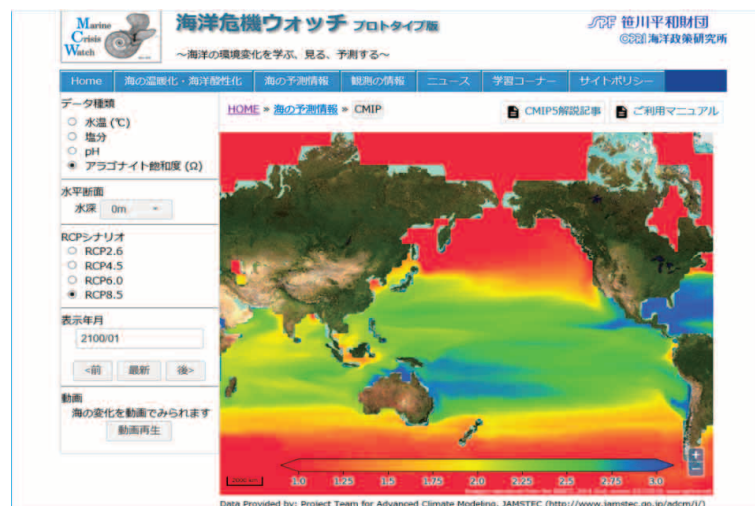 Marine
Crisis
Watch
海洋危機ウォッチ プロトタイプ版
～海洋の環境変化を学ぶ、見る、予測する～
SPF 笹川平和財団
OPRI 海洋政策研究所
Home 海の温暖化・海洋酸性化 海の予測情報 観測の情報 ニュース 学習コーナー サイトポリシー
データ種類
水温 (℃)
塩分
pH
アラゴナイト飽和度 (Ω)
水平断面
水深 0m
RCPシナリオ
RCP2.6
RCP4.5
RCP6.0
RCP8.5
表示年月
2100/01
<前 最新 後>
動画
海の変化を動画でみられます
動画再生
HOME » 海の予測情報 » CMIP
CMIP5解説記事 ご利用マニュアル
+
−
1.0 1.25 1.5 1.75 2.0 2.25 2.5 2.75 3.0
Data Provided by: Project Team for Advanced Climate Modeling, JAMSTEC (http://www.jamstec.go.jp/adcm/j/)